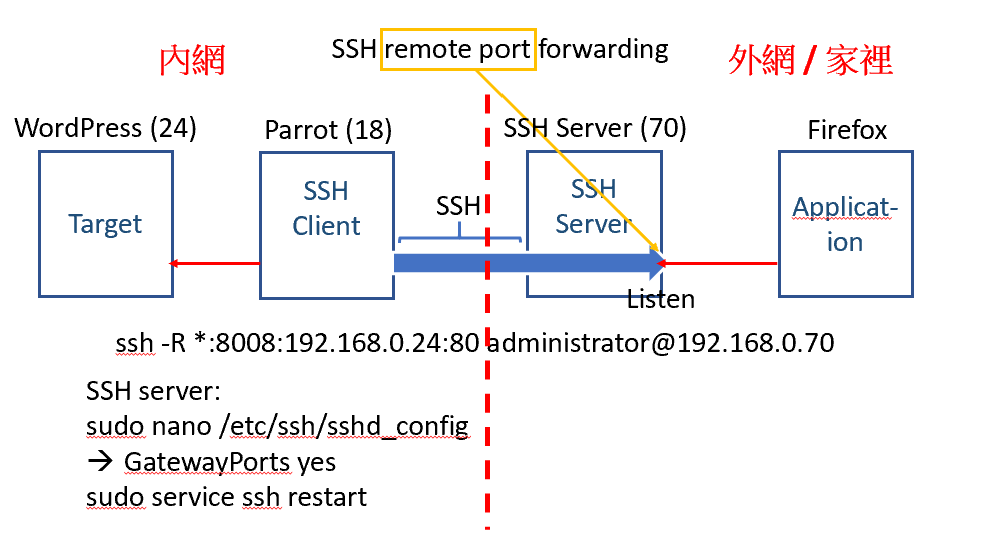 內網
SSH remote port forwarding
外網 / 家裡
WordPress (24)
Parrot (18)
SSH Server (70)
Firefox
Target
SSH
Client
SSH
SSH
Server
Applicat-
ion
Listen
ssh -R *:8008:192.168.0.24:80 administrator@192.168.0.70
SSH server:
sudo nano /etc/ssh/sshd_config
→ GatewayPorts yes
sudo service ssh restart